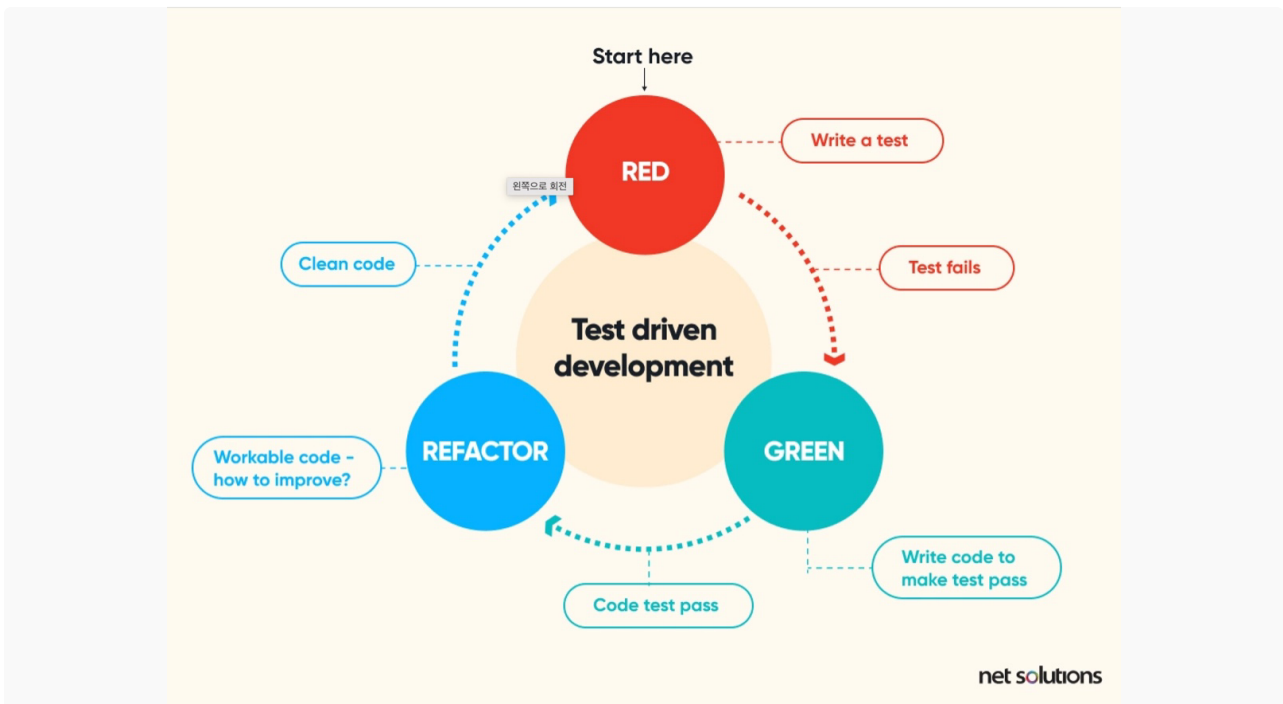 Start here
RED
Write a test
왼쪽으로 회전
Clean code
Test fails
Test driven
development
REFACTOR
GREEN
Workable code -
how to improve?
Write code to
make test pass
Code test pass
net solutions